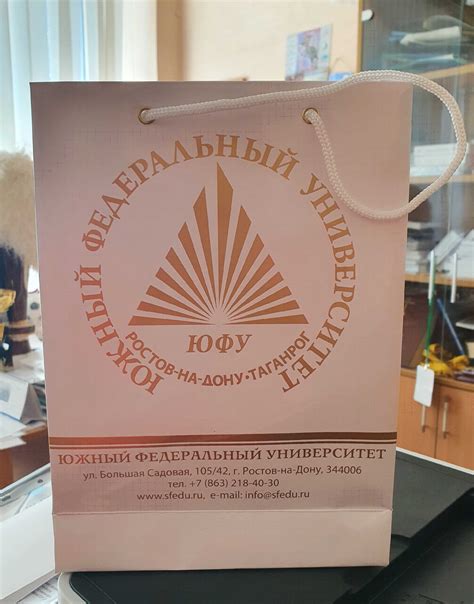 ЮЖНЫЙ ФЕДЕРАЛЬНЫЙ УНИВЕРСИТЕТ
ЮФУ
РОСТОВ-НА-ДОНУ • ТАГАНРОГ
ЮЖНЫЙ ФЕДЕРАЛЬНЫЙ УНИВЕРСИТЕТ
ул. Большая Садовая, 105/42, г. Ростов-на-Дону, 344006
тел. +7 (863) 218-40-30
www.sfedu.ru, e-mail: info@sfedu.ru